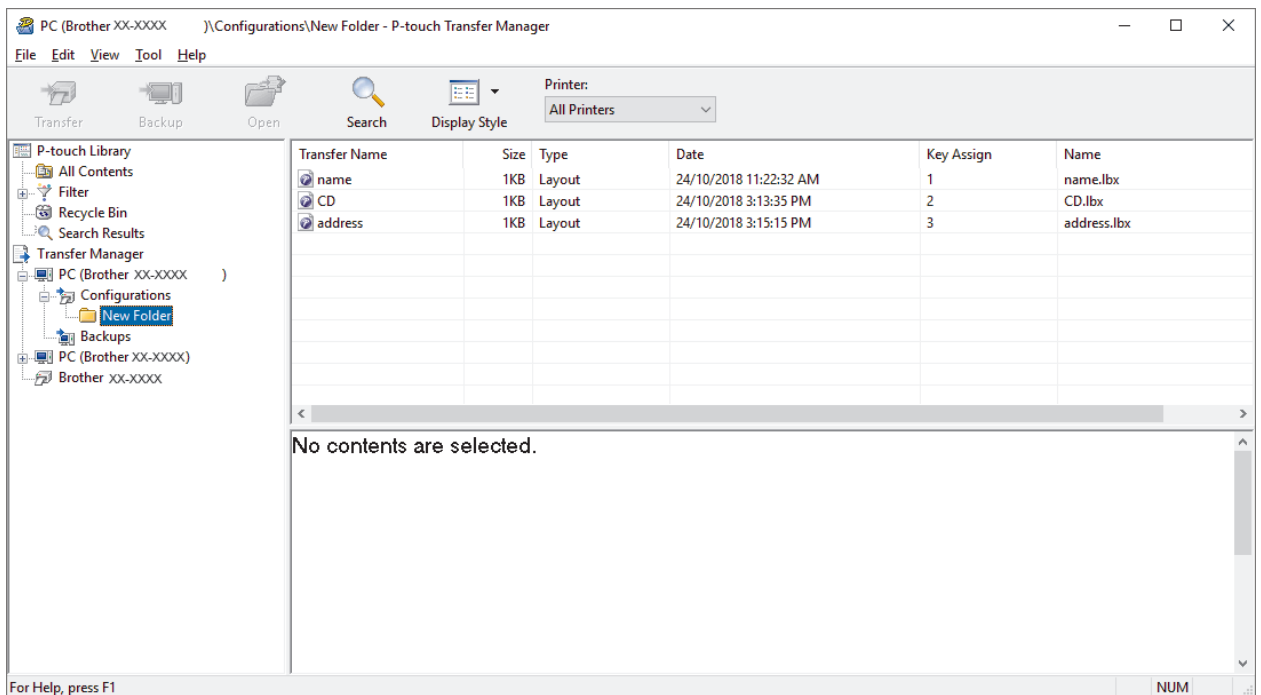 PC (Brother XX-XXXX )\Configurations\New Folder - P-touch Transfer Manager
File Edit View Tool Help
Transfer Backup Open Search Display Style
Printer:
All Printers
P-touch Library
All Contents
Filter
Recycle Bin
Search Results
Transfer Manager
PC (Brother XX-XXXX )
Configurations
New Folder
Backups
PC (Brother XX-XXXX)
Brother XX-XXXX
Transfer Name Size Type Date Key Assign Name
name 1KB Layout 24/10/2018 11:22:32 AM 1 name.lbx
CD 1KB Layout 24/10/2018 3:13:35 PM 2 CD.lbx
address 1KB Layout 24/10/2018 3:15:15 PM 3 address.lbx
No contents are selected.
For Help, press F1 NUM